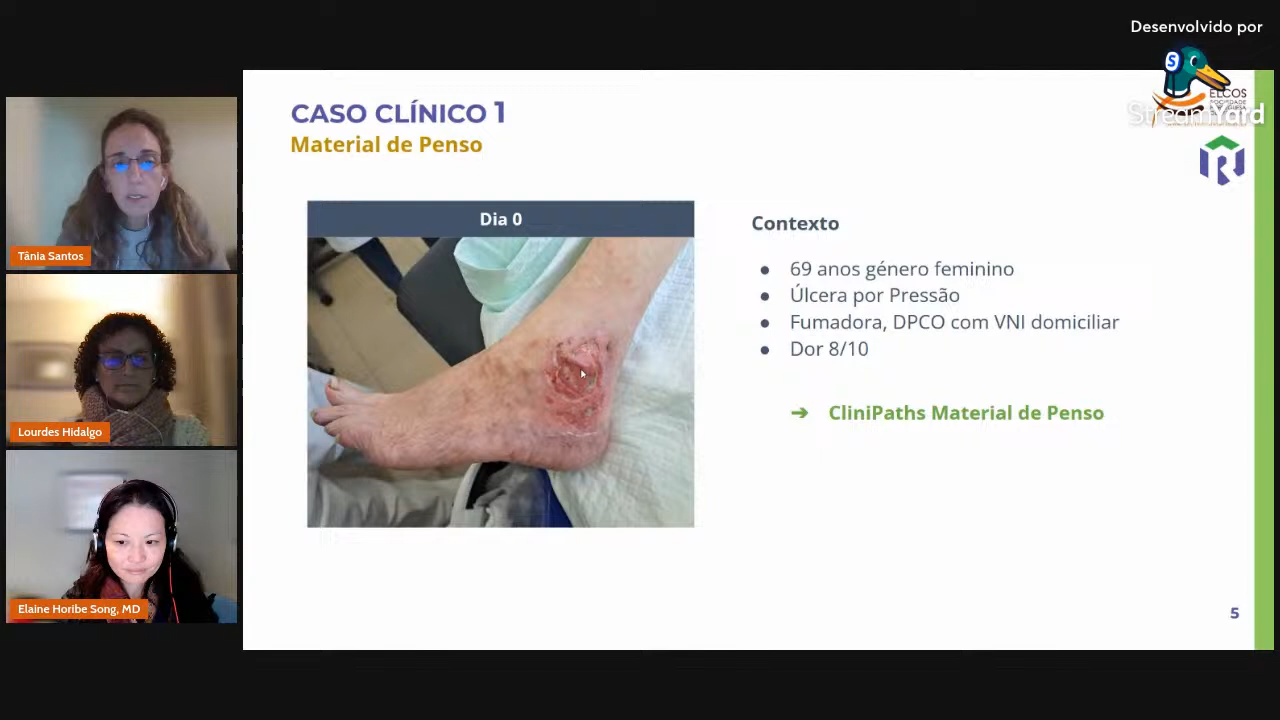 Desenvolvido por
StreamYard
S
ELCOS
CASO CLÍNICO 1
Material de Penso
Dia 0
Contexto
● 69 anos género feminino
● Úlcera por Pressão
● Fumadora, DPCO com VNI domiciliar
● Dor 8/10
➔ CliniPaths Material de Penso
Tânia Santos
Lourdes Hidalgo
Elaine Horibe Song, MD
5